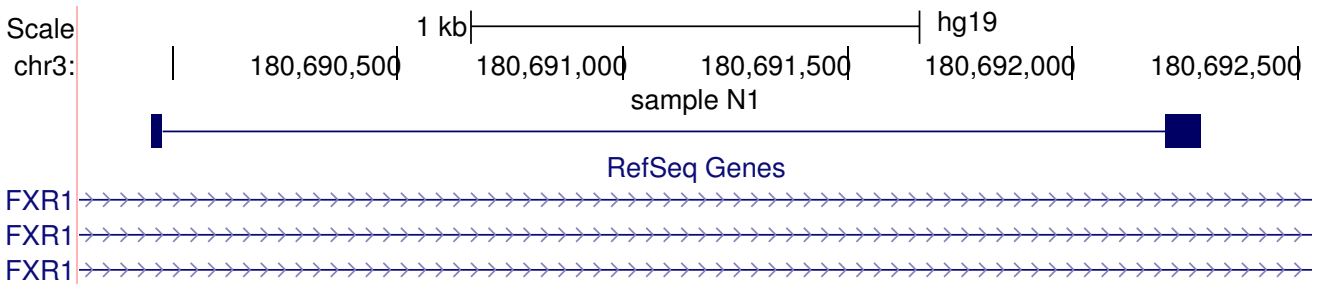 Scale 1 kb hg19
chr3: 180,690,500 180,691,000 180,691,500 180,692,000 180,692,500
sample N1
RefSeq Genes
FXR1
FXR1
FXR1